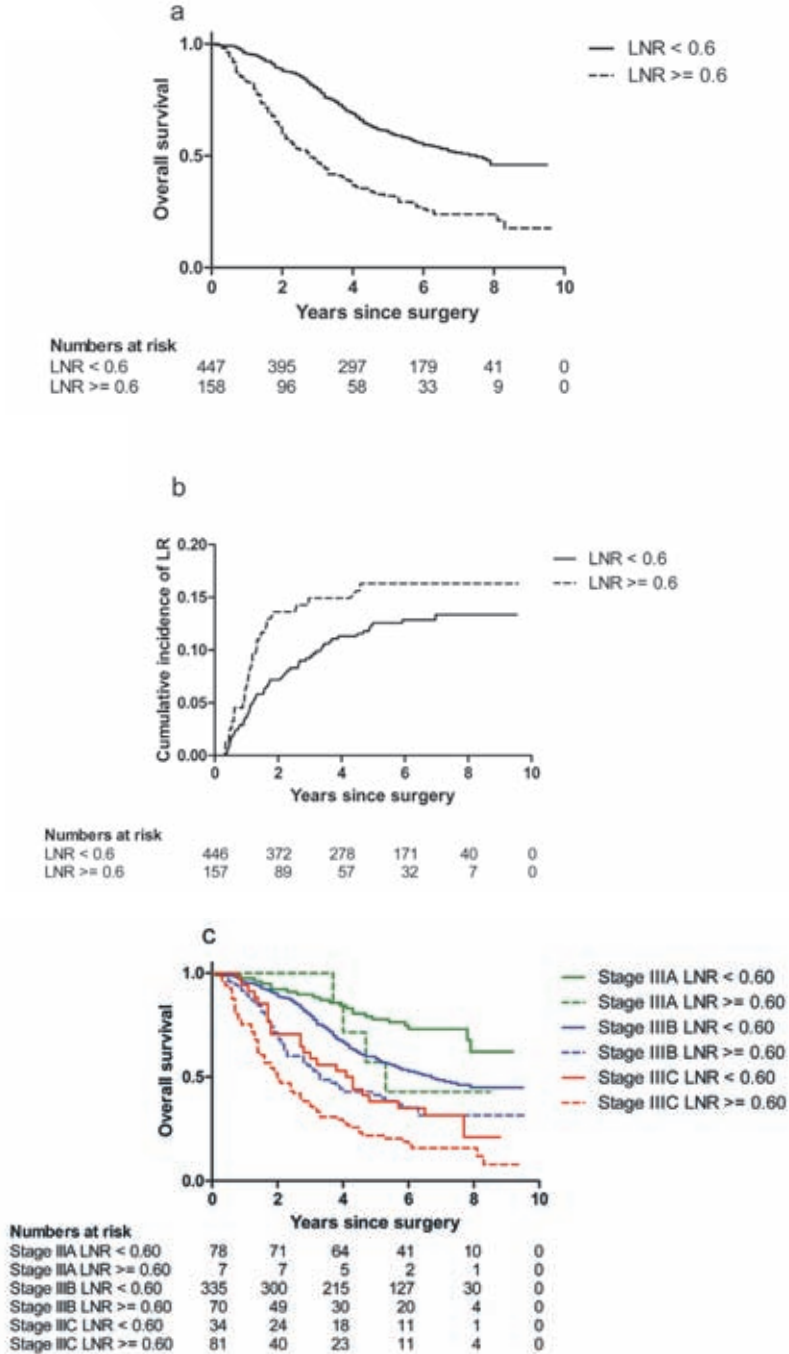 a
1.0
0.5
0.0
Overall survival
LNR < 0.6
LNR >= 0.6
0 2 4 6 8 10
Years since surgery
Numbers at risk
LNR < 0.6 447 395 297 179 41 0
LNR >= 0.6 158 96 58 33 9 0
b
0.20
0.15
0.10
0.05
0.00
Cumulative incidence of LR
LNR < 0.6
LNR >= 0.6
0 2 4 6 8 10
Years since surgery
Numbers at risk
LNR < 0.6 446 372 278 171 40 0
LNR >= 0.6 157 89 57 32 7 0
c
1.0
0.5
0.0
Overall survival
Stage IIIA LNR < 0.60
Stage IIIA LNR >= 0.60
Stage IIIB LNR < 0.60
Stage IIIB LNR >= 0.60
Stage IIIC LNR < 0.60
Stage IIIC LNR >= 0.60
0 2 4 6 8 10
Years since surgery
Numbers at risk
Stage IIIA LNR < 0.60 78 71 64 41 10 0
Stage IIIA LNR >= 0.60 7 7 5 2 1 0
Stage IIIB LNR < 0.60 335 300 215 127 30 0
Stage IIIB LNR >= 0.60 70 49 30 20 4 0
Stage IIIC LNR < 0.60 34 24 18 11 1 0
Stage IIIC LNR >= 0.60 81 40 23 11 4 0